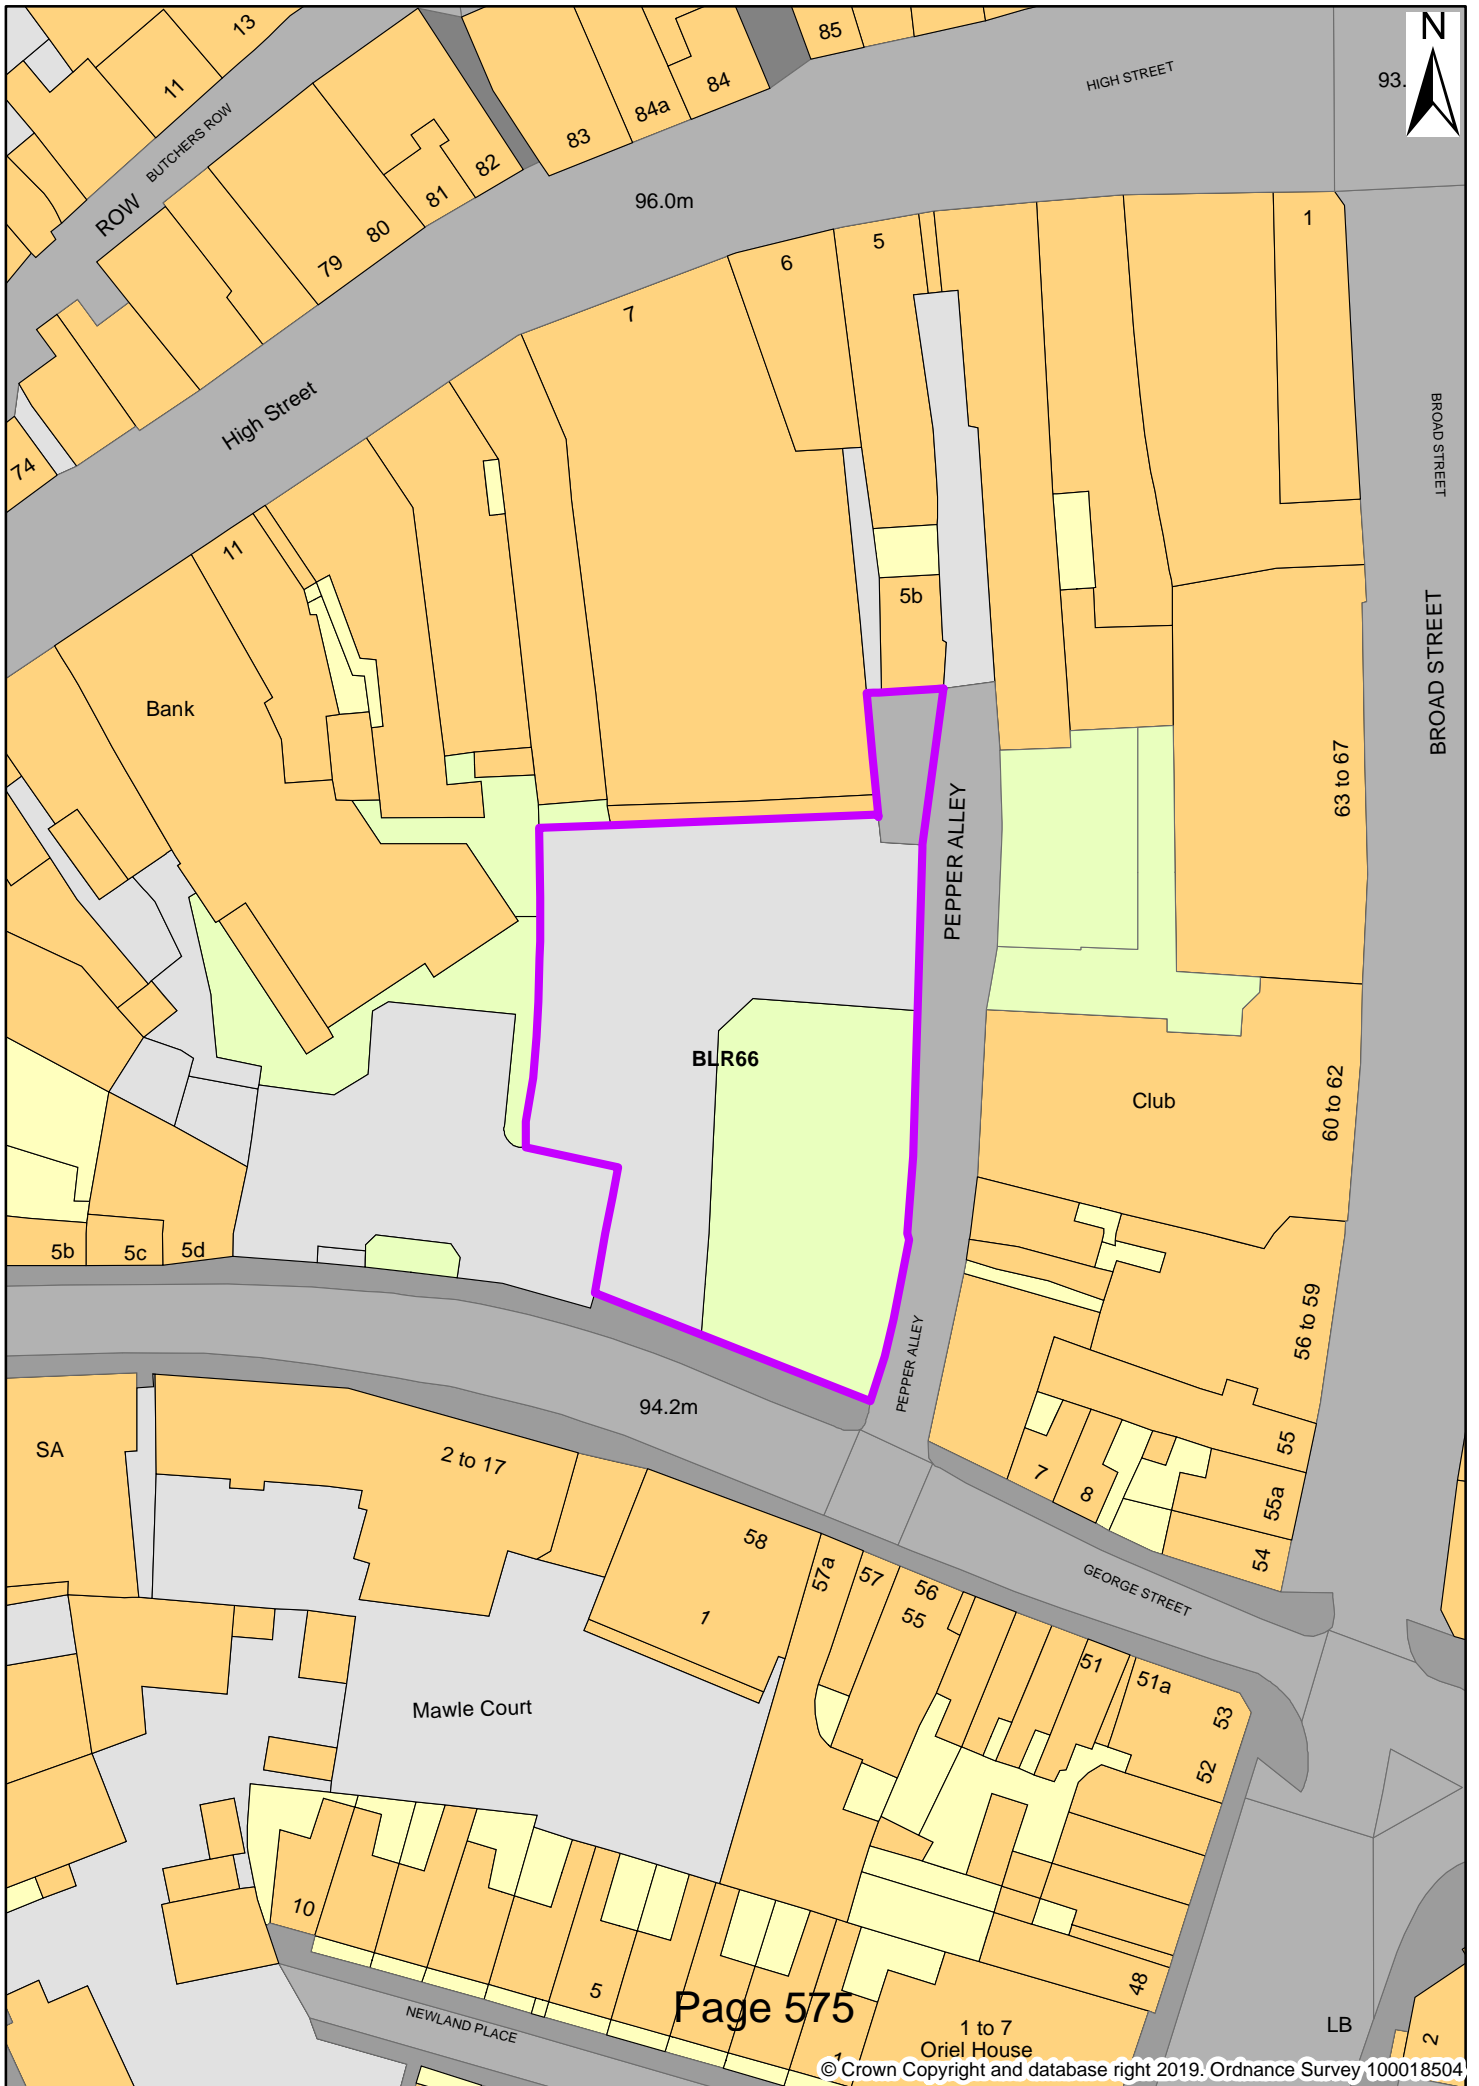 13
11
BUTCHERS ROW
ROW
85
84
84a
83
82
81
80
79
HIGH STREET
93.
N
96.0m
1
5
6
7
High Street
74
BROAD STREET
11
5b
BROAD STREET
Bank
63 to 67
PEPPER ALLEY
BLR66
Club
60 to 62
5b
5c
5d
56 to 59
PEPPER ALLEY
94.2m
SA
2 to 17
7
8
55
55a
54
58
57a
57
56
55
1
GEORGE STREET
51
51a
53
52
Mawle Court
10
5
48
NEWLAND PLACE
Page 575
1 to 7
Oriel House
1
LB
2
© Crown Copyright and database right 2019. Ordnance Survey 100018504